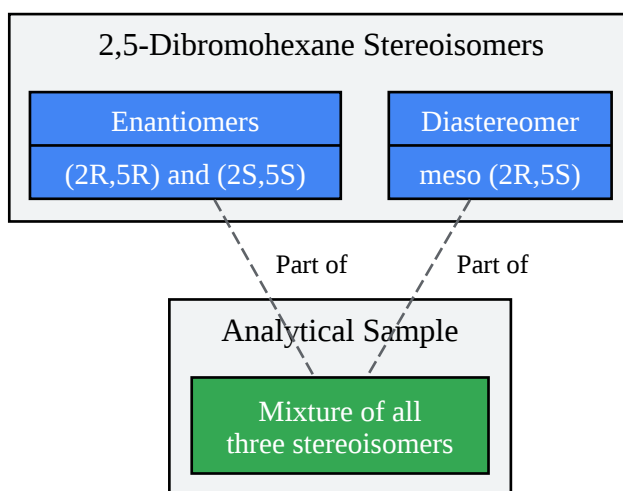 2,5-Dibromohexane Stereoisomers
Enantiomers
(2R,5R) and (2S,5S)
Diastereomer
meso (2R,5S)
Part of
Part of
Analytical Sample
Mixture of all
three stereoisomers